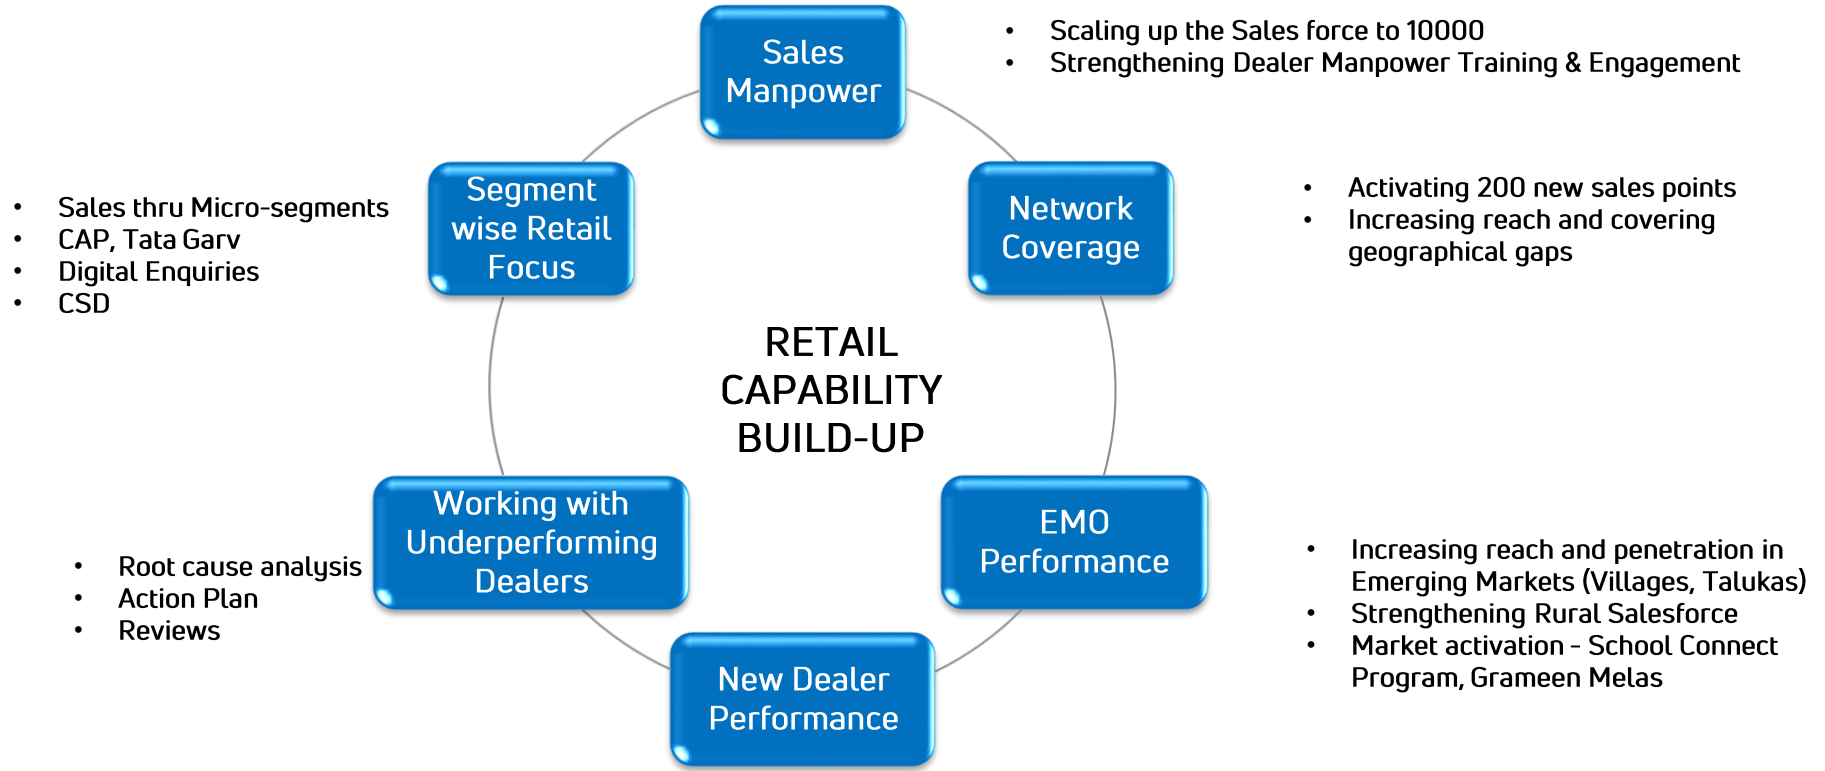 Sales
Manpower
• Scaling up the Sales force to 10000
• Strengthening Dealer Manpower Training & Engagement
Network
Coverage
• Activating 200 new sales points
• Increasing reach and covering
geographical gaps
EMO
Performance
• Increasing reach and penetration in
Emerging Markets (Villages, Talukas)
• Strengthening Rural Salesforce
• Market activation - School Connect
Program, Grameen Melas
New Dealer
Performance
Working with
Underperforming
Dealers
• Root cause analysis
• Action Plan
• Reviews
Segment
wise Retail
Focus
• Sales thru Micro-segments
• CAP, Tata Garv
• Digital Enquiries
• CSD
RETAIL
CAPABILITY
BUILD-UP